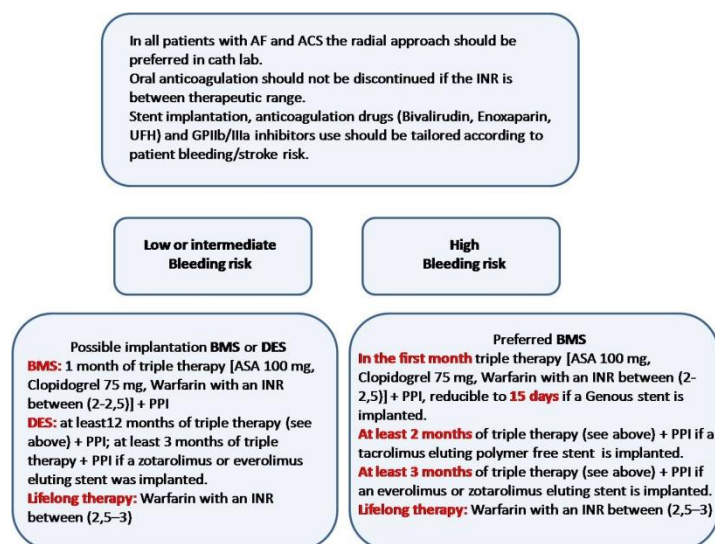 In all patients with AF and ACS the radial approach should be
preferred in cath lab.
Oral anticoagulation should not be discontinued if the INR is
between therapeutic range.
Stent implantation, anticoagulation drugs (Bivalirudin, Enoxaparin,
UFH) and GPIIb/IIIa inhibitors use should be tailored according to
patient bleeding/stroke risk.
Low or intermediate
Bleeding risk
High
Bleeding risk
Possible implantation BMS or DES
BMS: 1 month of triple therapy [ASA 100 mg,
Clopidogrel 75 mg, Warfarin with an INR
between (2-2,5)] + PPI
DES: at least12 months of triple therapy (see
above) + PPI; at least 3 months of triple
therapy + PPI if a zotarolimus or everolimus
eluting stent was implanted.
Lifelong therapy: Warfarin with an INR
between (2,5–3)
Preferred BMS
In the first month triple therapy [ASA 100 mg,
Clopidogrel 75 mg, Warfarin with an INR between (2-
2,5)] + PPI, reducible to 15 days if a Genous stent is
implanted.
At least 2 months of triple therapy (see above) + PPI if a
tacrolimus eluting polymer free stent is implanted.
At least 3 months of triple therapy (see above) + PPI if
an everolimus or zotarolimus eluting stent is implanted.
Lifelong therapy: Warfarin with an INR between (2,5–3)